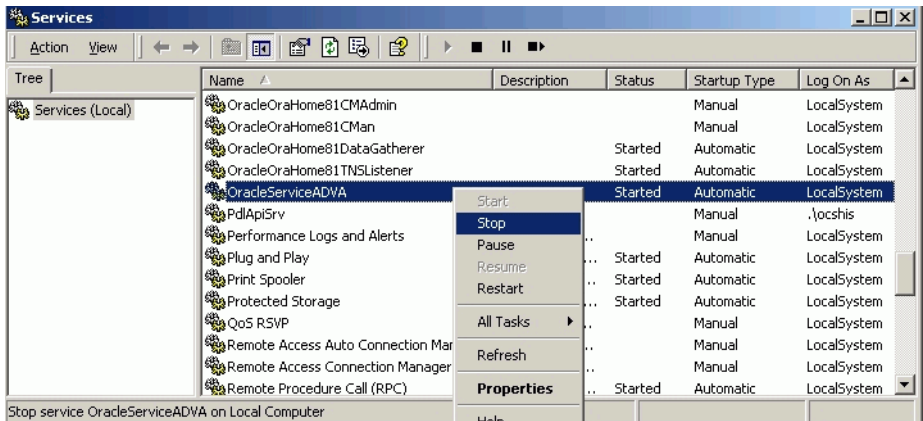 Services
Action View
Tree
Name Description Status Startup Type Log On As
Services (Local)
OracleOraHome81CMAdmin Manual LocalSystem
OracleOraHome81CMan Manual LocalSystem
OracleOraHome81DataGatherer Started Automatic LocalSystem
OracleOraHome81TNSListener Started Automatic LocalSystem
OracleServiceADVA Started Automatic LocalSystem
PdlApiSrv Manual .\ocshis
Performance Logs and Alerts .. Manual LocalSystem
Plug and Play ... Started Automatic LocalSystem
Print Spooler .. Started Automatic LocalSystem
Protected Storage ... Started Automatic LocalSystem
QoS RSVP .. Manual LocalSystem
Remote Access Auto Connection Mar .. Manual LocalSystem
Remote Access Connection Manager .. Manual LocalSystem
Remote Procedure Call (RPC) .. Started Automatic LocalSystem
Start
Stop
Pause
Resume
Restart
All Tasks
Refresh
Properties
Help
Stop service OracleServiceADVA on Local Computer